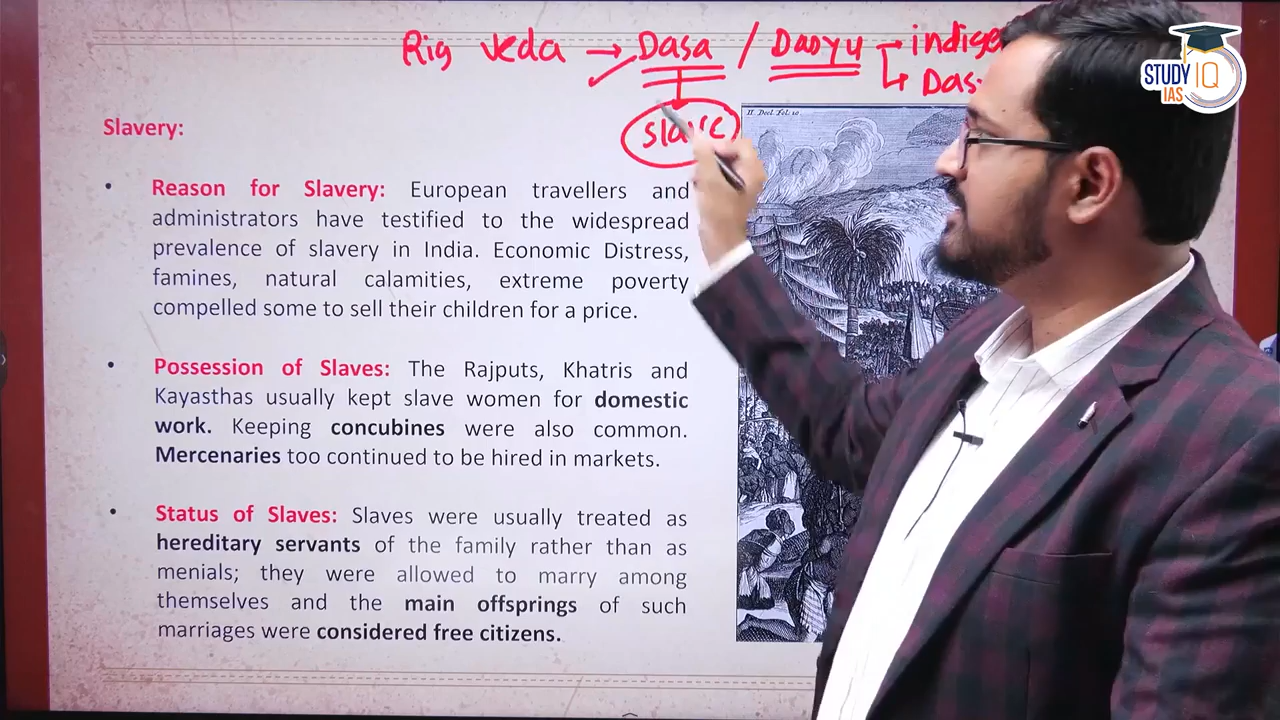 Rig Veda → Dasa / Dasyu
slave
STUDY IQ
IAS
II. Deel. Fol. 10
Slavery:
• Reason for Slavery: European travellers and
administrators have testified to the widespread
prevalence of slavery in India. Economic Distress,
famines, natural calamities, extreme poverty
compelled some to sell their children for a price.
• Possession of Slaves: The Rajputs, Khatris and
Kayasthas usually kept slave women for domestic
work. Keeping concubines were also common.
Mercenaries too continued to be hired in markets.
• Status of Slaves: Slaves were usually treated as
hereditary servants of the family rather than as
menials; they were allowed to marry among
themselves and the main offsprings of such
marriages were considered free citizens.